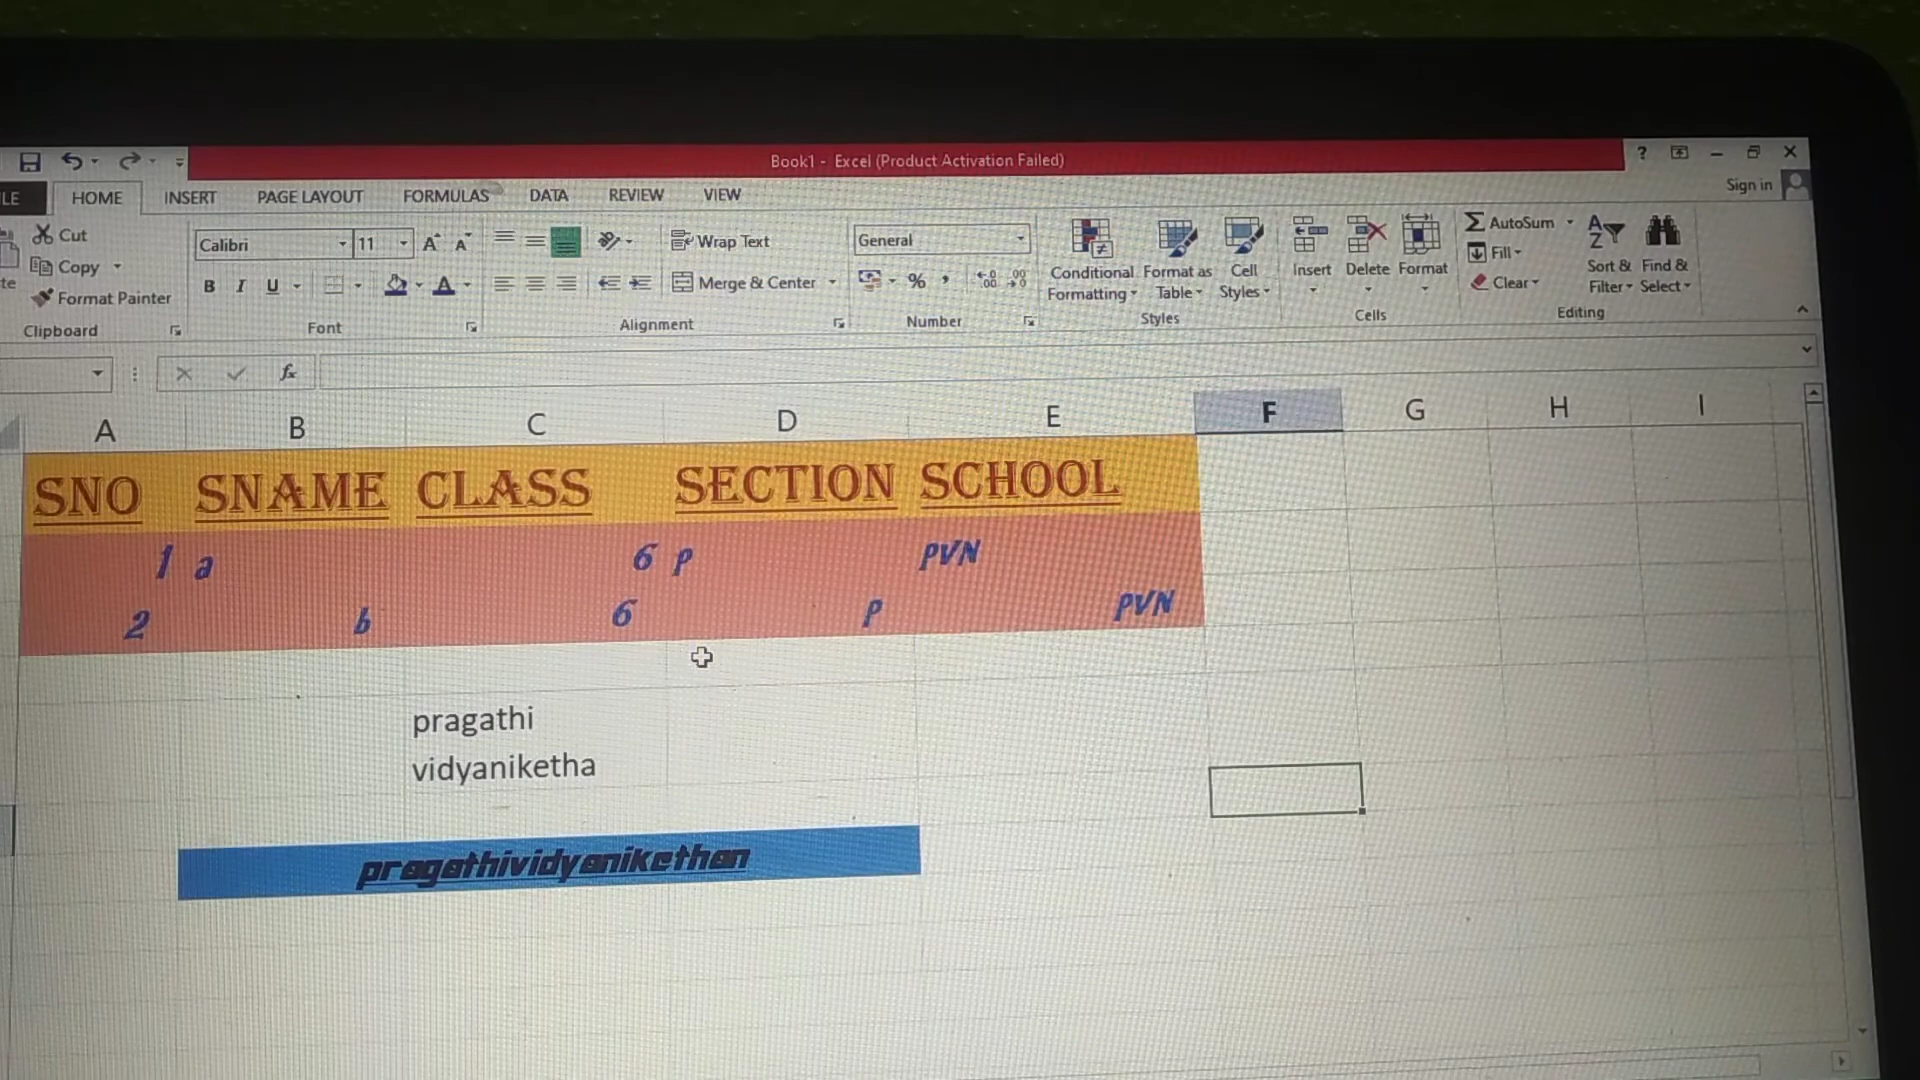 Book1 - Excel (Product Activation Failed)
?
Sign in
HOME INSERT PAGE LAYOUT FORMULAS DATA REVIEW VIEW
Cut
Copy
Format Painter
Clipboard
Calibri 11
B I U
Font
Wrap Text
Merge & Center
Alignment
General
%
Number
Conditional Formatting
Format as Table
Cell Styles
Styles
Insert Delete Format
Cells
AutoSum
Fill
Clear
Sort & Filter
Find & Select
Editing
fx
A B C D E F G H I
SNO SNAME CLASS SECTION SCHOOL
1 a 6 p PVN
2 b 6 P PVN
pragathi
vidyaniketha
pragathividyanikethan